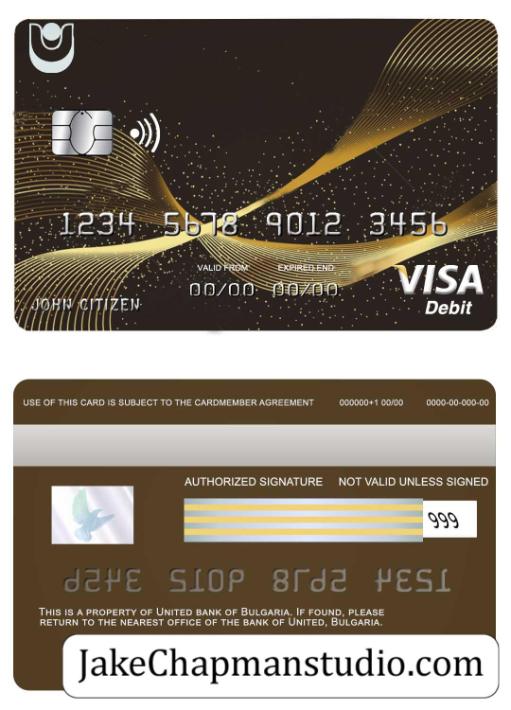 1234 5678 9012 3456
VALID FROM EXPIRED END
00/00 00/00
JOHN CITIZEN
VISA
Debit
USE OF THIS CARD IS SUBJECT TO THE CARDMEMBER AGREEMENT 000000+1 00/00 0000-00-000-00
AUTHORIZED SIGNATURE NOT VALID UNLESS SIGNED
999
THIS IS A PROPERTY OF UNITED BANK OF BULGARIA. IF FOUND, PLEASE
RETURN TO THE NEAREST OFFICE OF THE BANK OF UNITED, BULGARIA.
JakeChapmanstudio.com